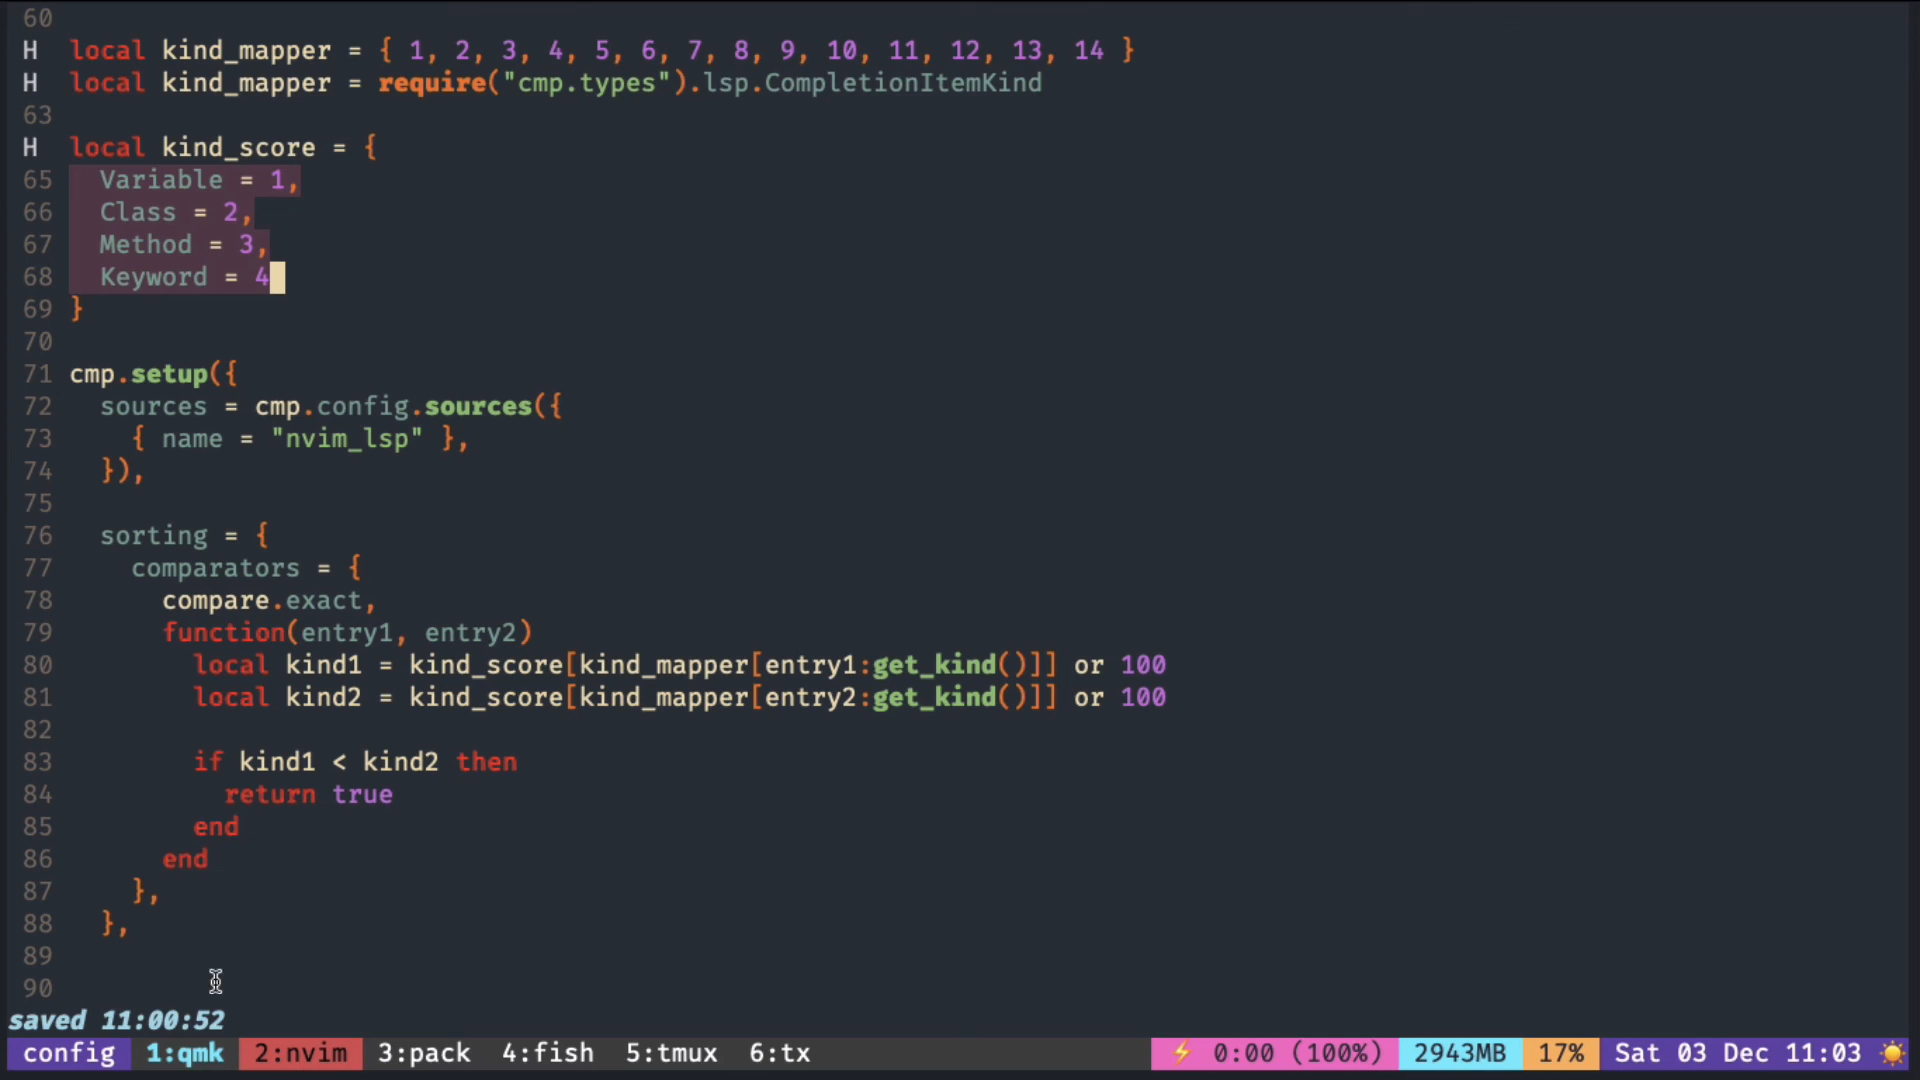 60
H local kind_mapper = { 1, 2, 3, 4, 5, 6, 7, 8, 9, 10, 11, 12, 13, 14 }
H local kind_mapper = require("cmp.types").lsp.CompletionItemKind
63
H local kind_score = {
65   Variable = 1,
66   Class = 2,
67   Method = 3,
68   Keyword = 4
69 }
70
71 cmp.setup({
72   sources = cmp.config.sources({
73     { name = "nvim_lsp" },
74   }),
75
76   sorting = {
77     comparators = {
78       compare.exact,
79       function(entry1, entry2)
80         local kind1 = kind_score[kind_mapper[entry1:get_kind()]] or 100
81         local kind2 = kind_score[kind_mapper[entry2:get_kind()]] or 100
82
83         if kind1 < kind2 then
84           return true
85         end
86       end
87     },
88   },
89
90
saved 11:00:52
config 1:qmk 2:nvim 3:pack 4:fish 5:tmux 6:tx ⚡ 0:00 (100%) 2943MB 17% Sat 03 Dec 11:03 ☀️